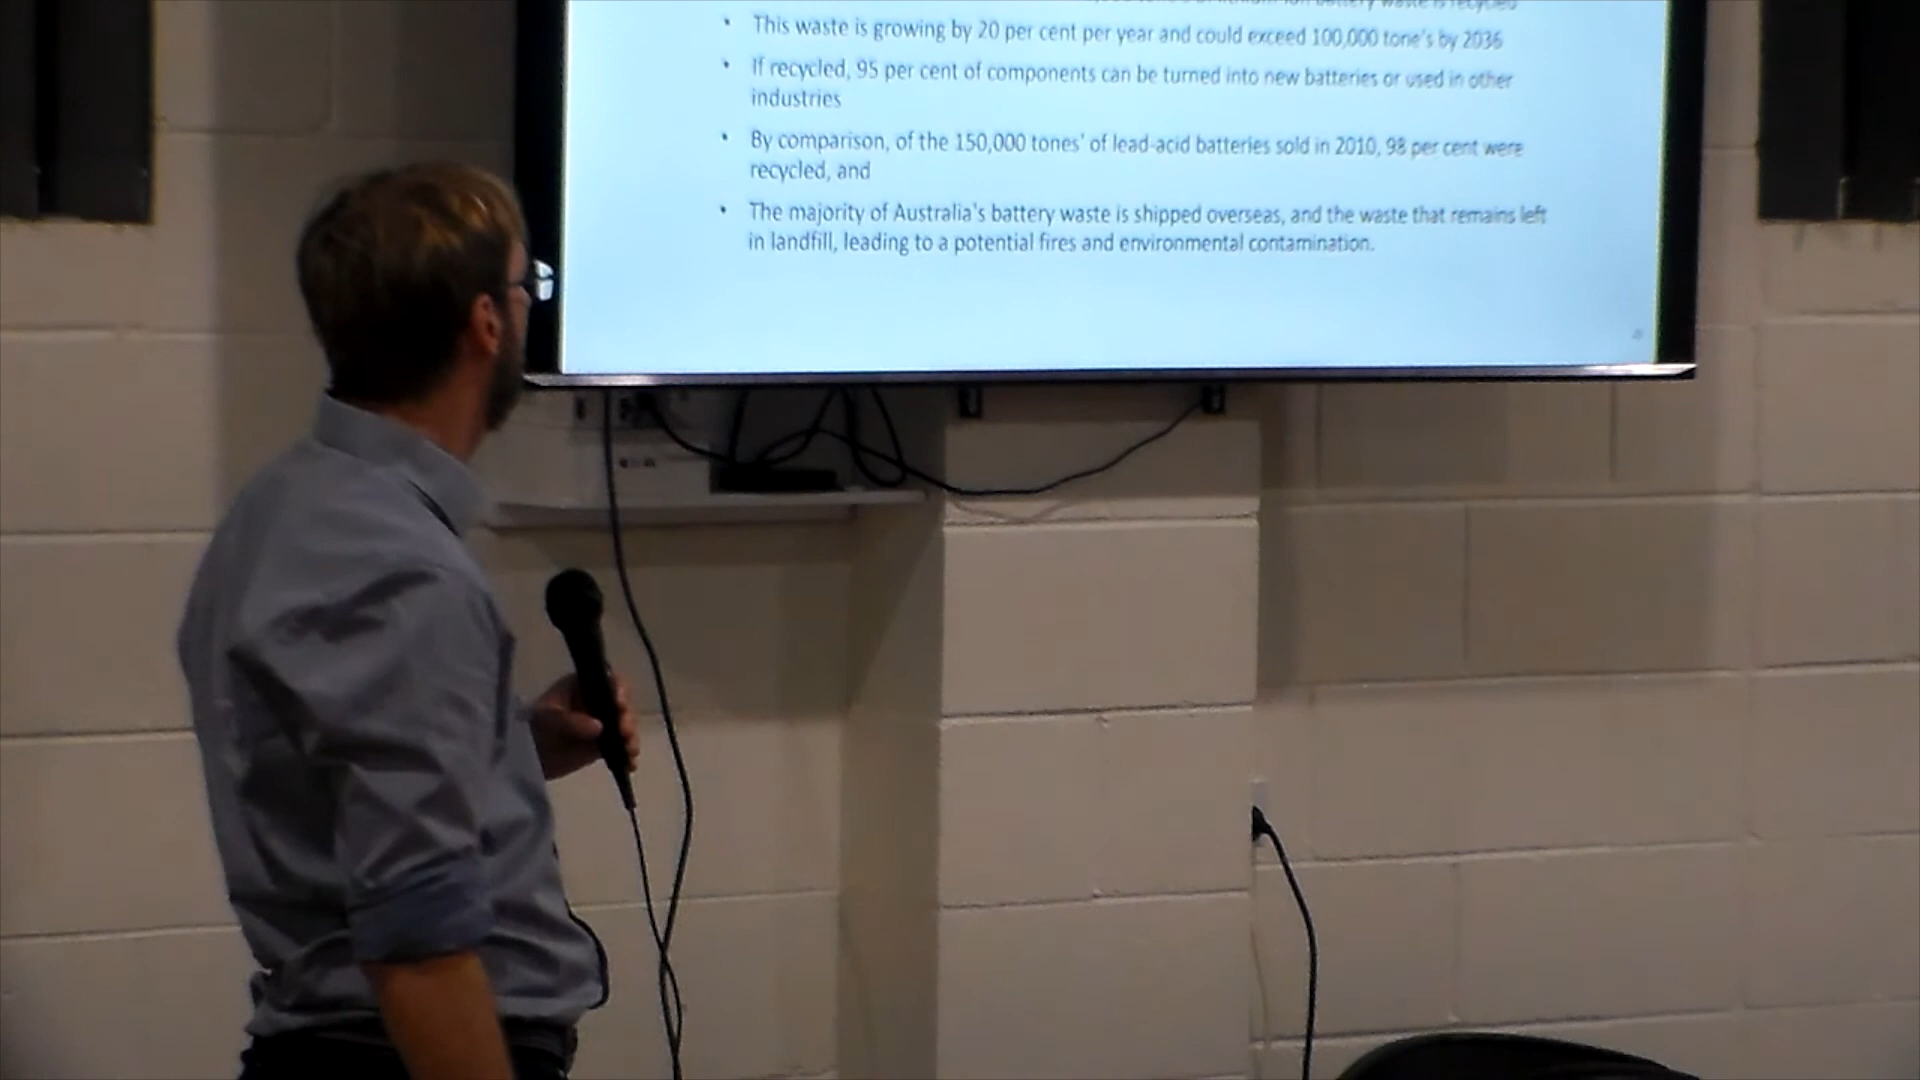 battery waste is recycled
• This waste is growing by 20 per cent per year and could exceed 100,000 tone's by 2036
• If recycled, 95 per cent of components can be turned into new batteries or used in other
industries
• By comparison, of the 150,000 tones' of lead-acid batteries sold in 2010, 98 per cent were
recycled, and
• The majority of Australia's battery waste is shipped overseas, and the waste that remains left
in landfill, leading to a potential fires and environmental contamination.